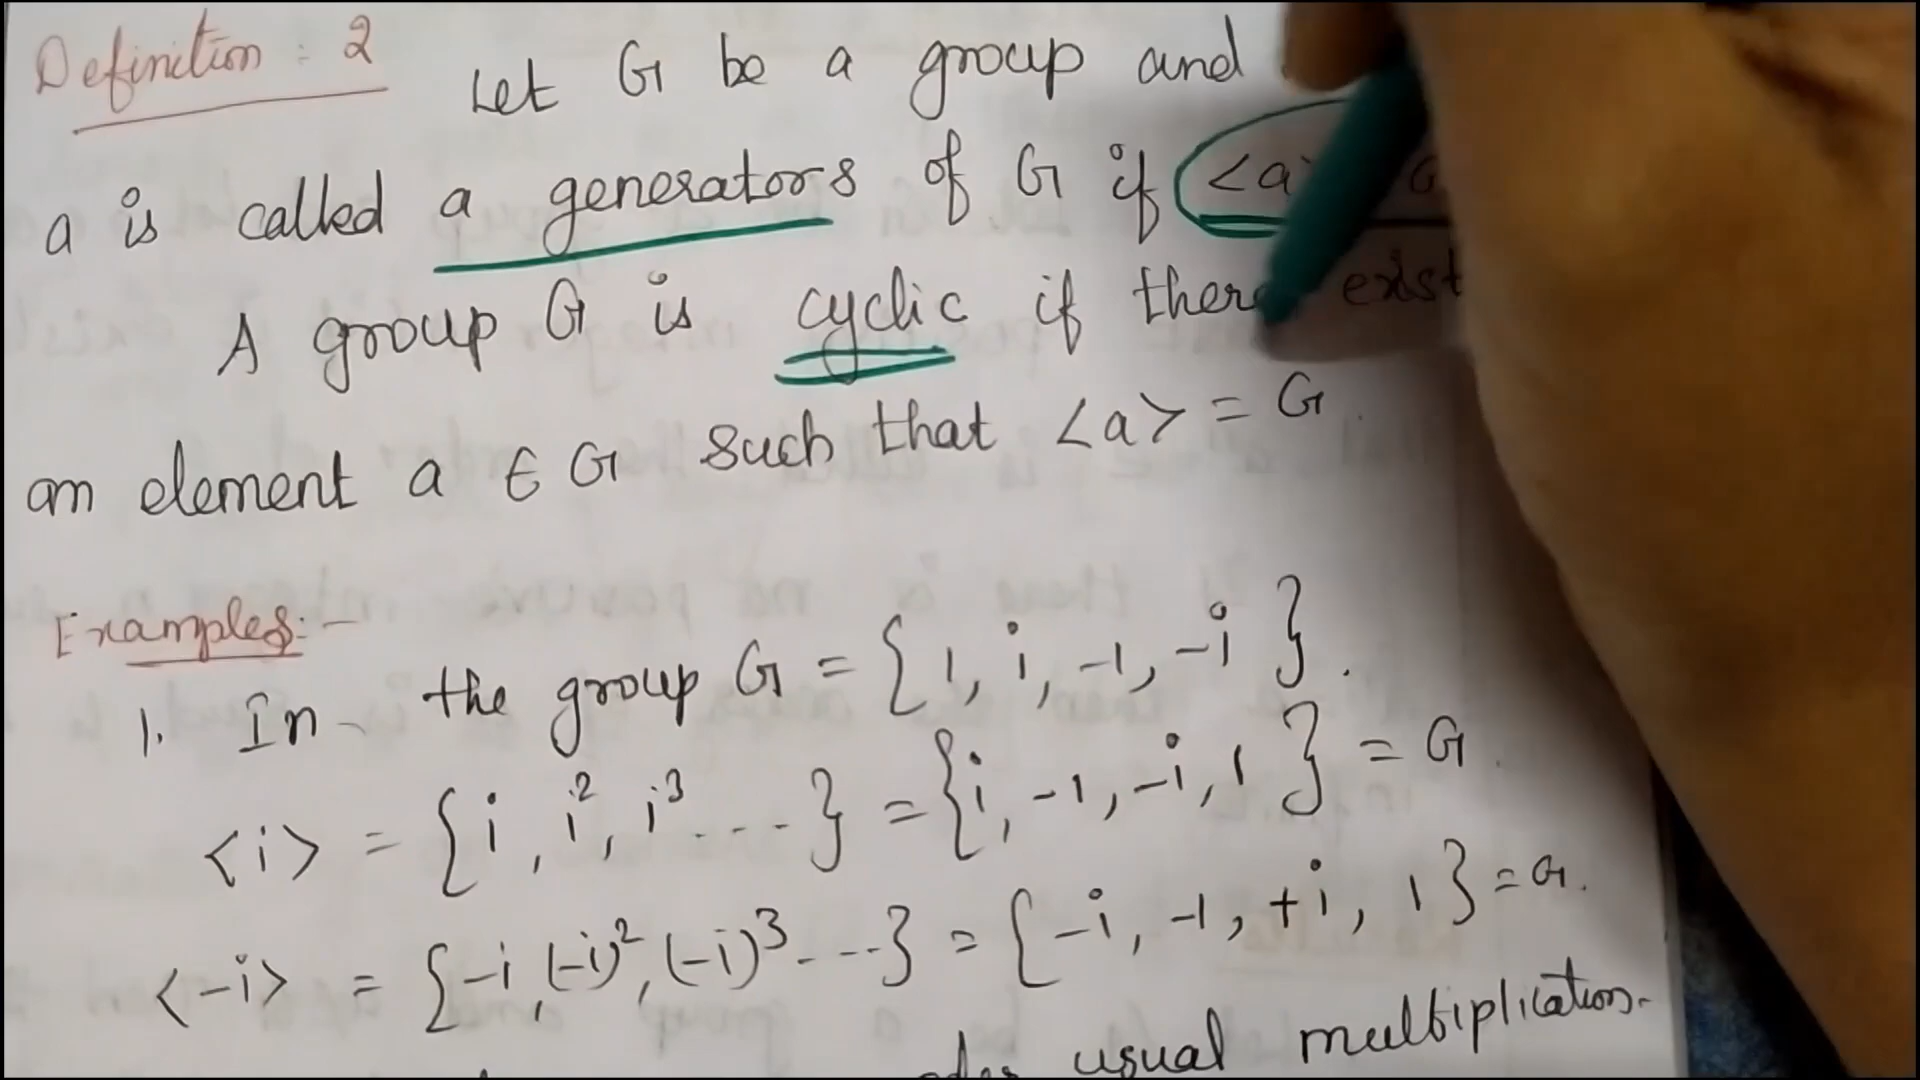 Definition : 2 Let G be a group and
a is called a generators of G if <a> G
A group G is cyclic if there exist
an element a ∈ G such that <a> = G
Examples:-
1. In the group G = { 1, i, -1, -i }.
<i> = { i, i², i³ ---- } = { i, -1, -i, 1 } = G.
<-i> = { -i, (-i)², (-i)³ ---- } = { -i, -1, +i, 1 } = G.
usual multiplication.